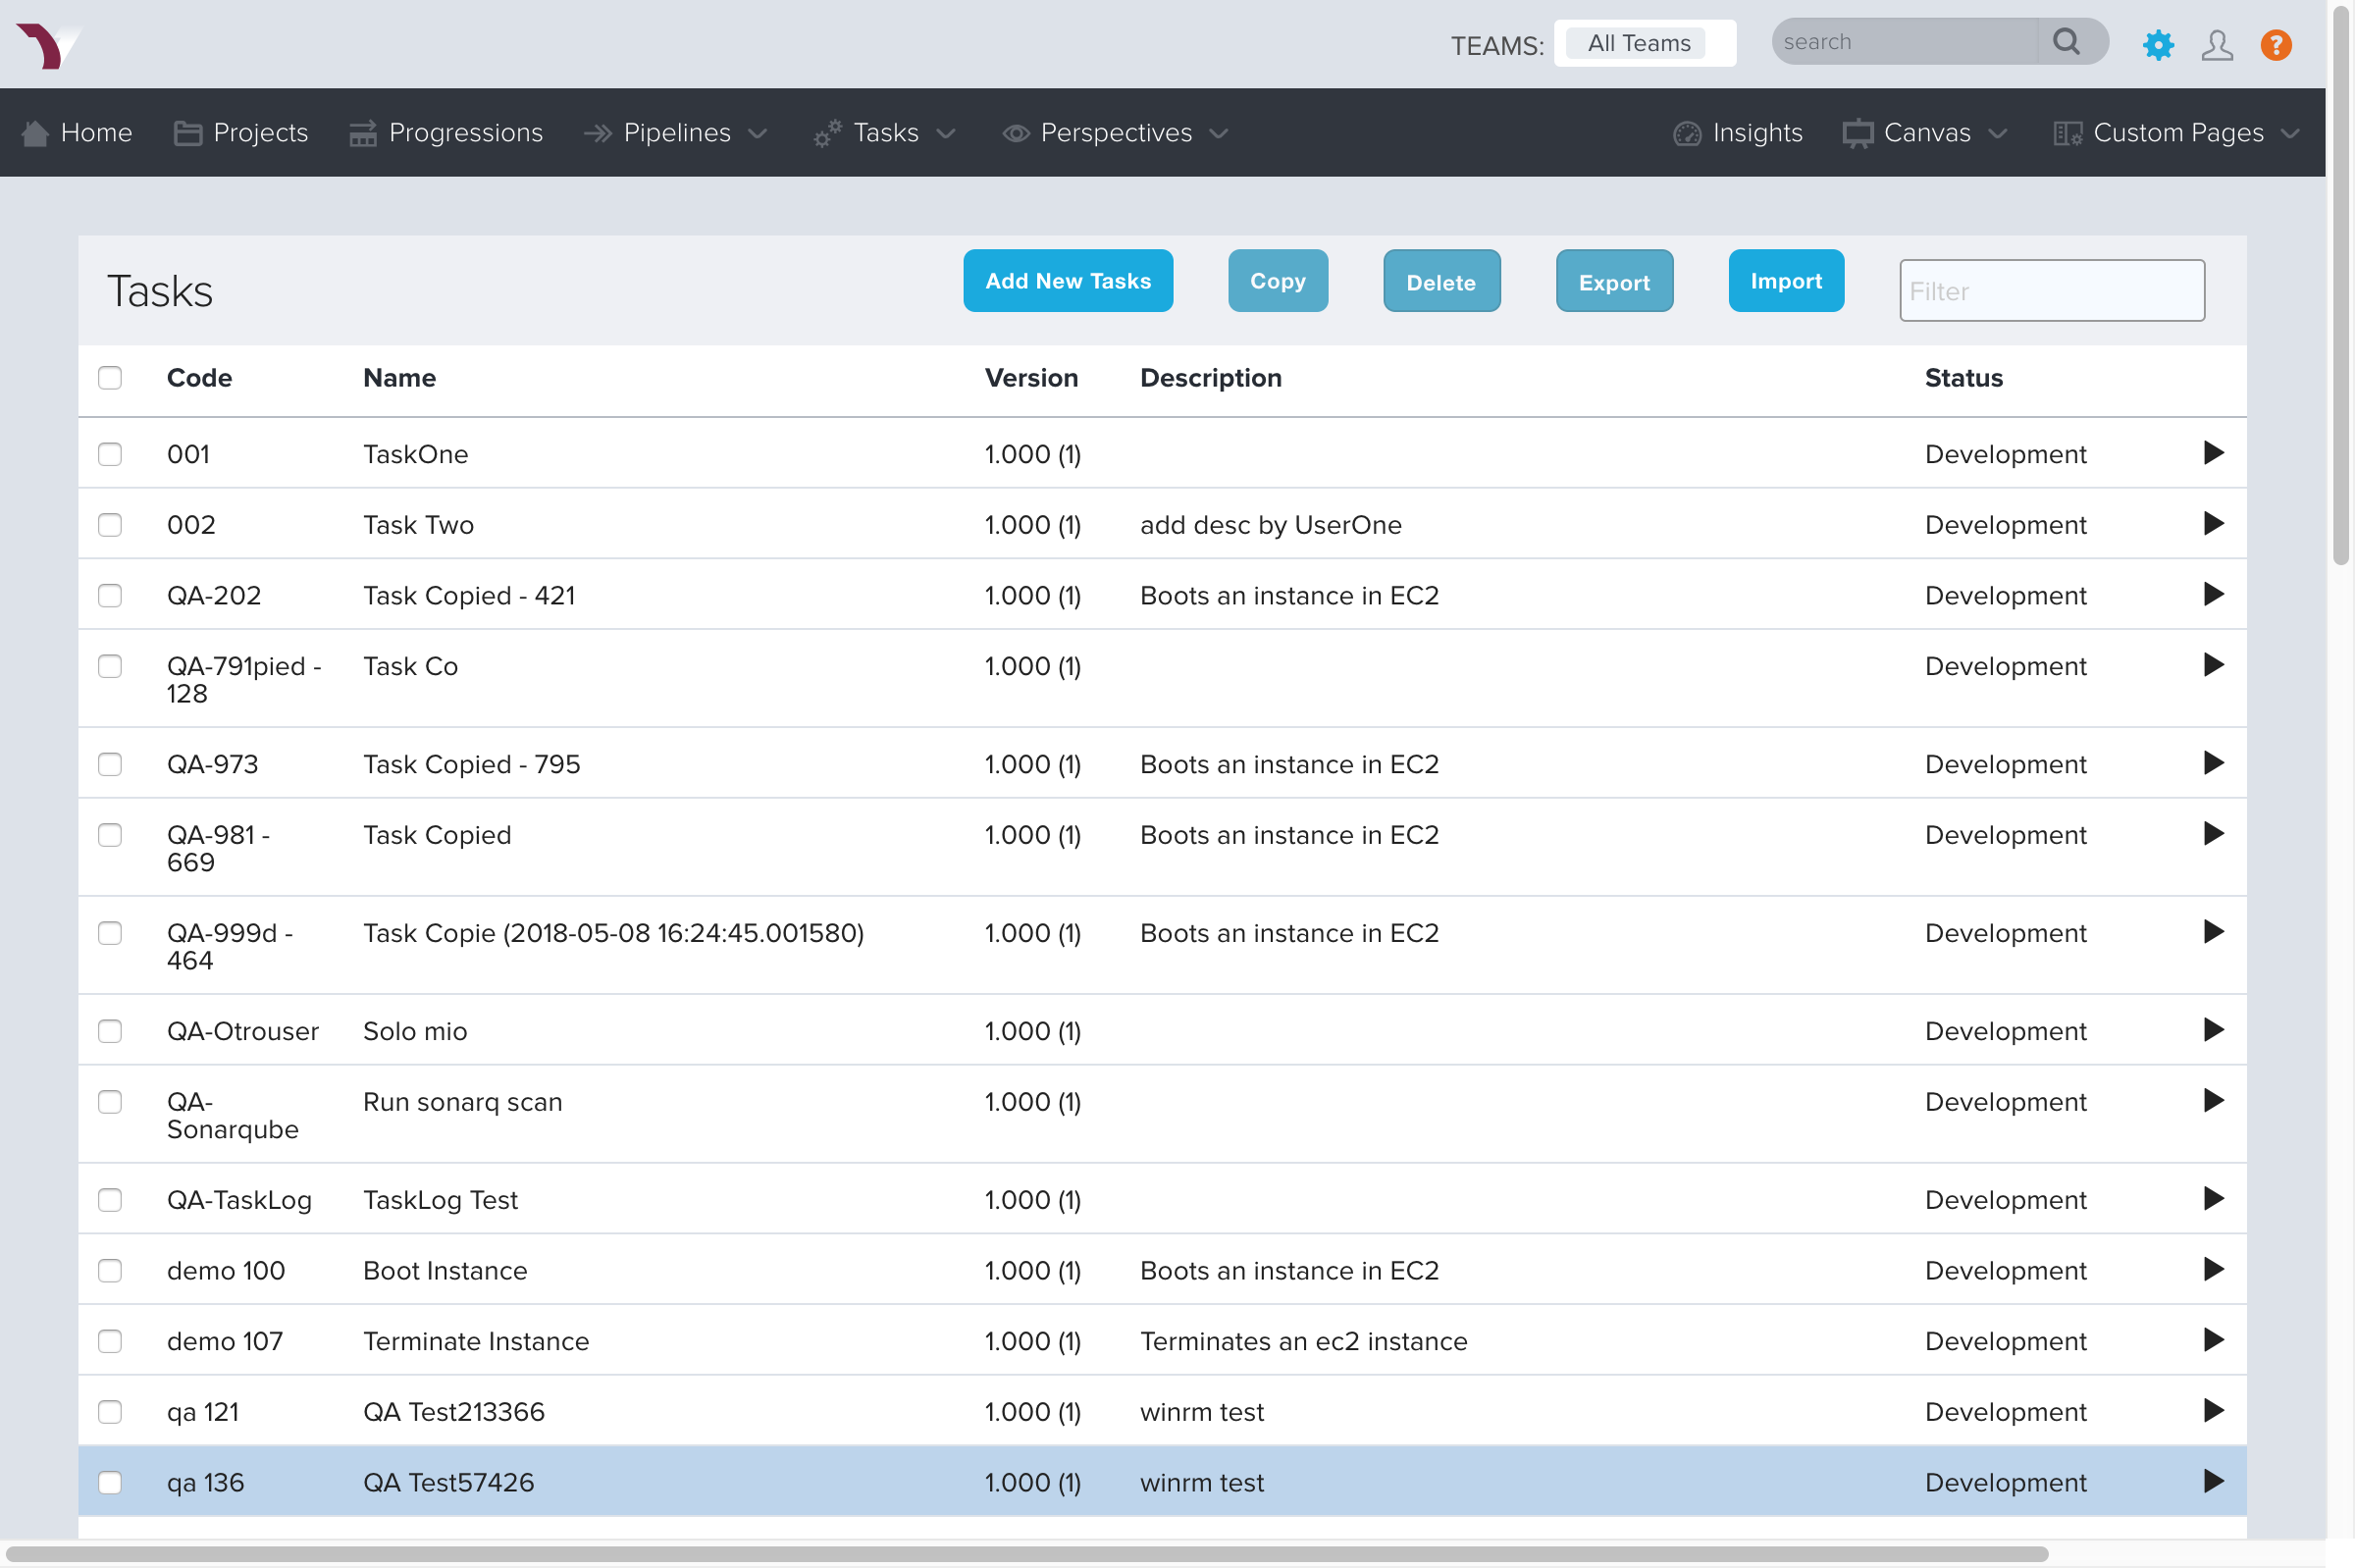 TEAMS: All Teams search ?
Home Projects Progressions Pipelines Tasks Perspectives Insights Canvas Custom Pages
Tasks Add New Tasks Copy Delete Export Import Filter
Code Name Version Description Status
001 TaskOne 1.000 (1) Development
002 Task Two 1.000 (1) add desc by UserOne Development
QA-202 Task Copied - 421 1.000 (1) Boots an instance in EC2 Development
QA-791pied - Task Co 1.000 (1) Development
128
QA-973 Task Copied - 795 1.000 (1) Boots an instance in EC2 Development
QA-981 - Task Copied 1.000 (1) Boots an instance in EC2 Development
669
QA-999d - Task Copie (2018-05-08 16:24:45.001580) 1.000 (1) Boots an instance in EC2 Development
464
QA-Otrouser Solo mio 1.000 (1) Development
QA- Run sonarq scan 1.000 (1) Development
Sonarqube
QA-TaskLog TaskLog Test 1.000 (1) Development
demo 100 Boot Instance 1.000 (1) Boots an instance in EC2 Development
demo 107 Terminate Instance 1.000 (1) Terminates an ec2 instance Development
qa 121 QA Test213366 1.000 (1) winrm test Development
qa 136 QA Test57426 1.000 (1) winrm test Development